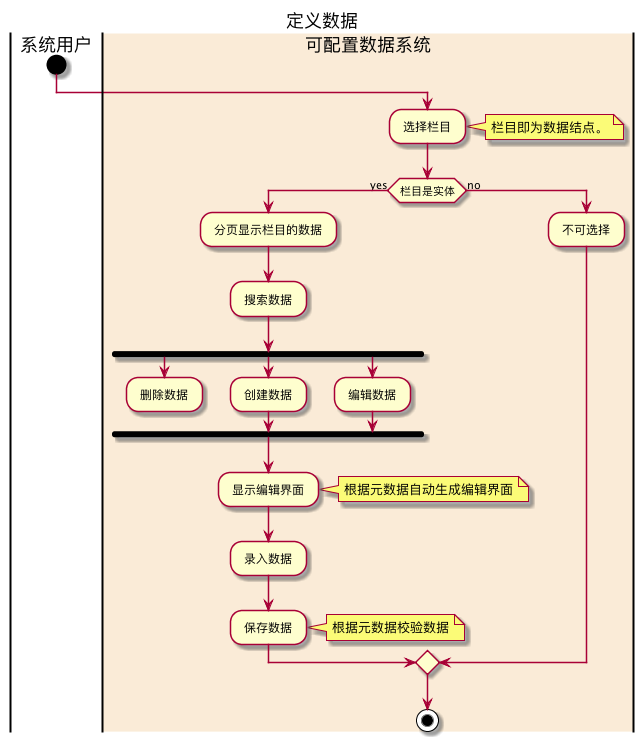 定义数据
系统用户
可配置数据系统
选择栏目
栏目即为数据结点。
yes
栏目是实体
no
分页显示栏目的数据
不可选择
搜索数据
删除数据
创建数据
编辑数据
显示编辑界面
根据元数据自动生成编辑界面
录入数据
保存数据
根据元数据校验数据